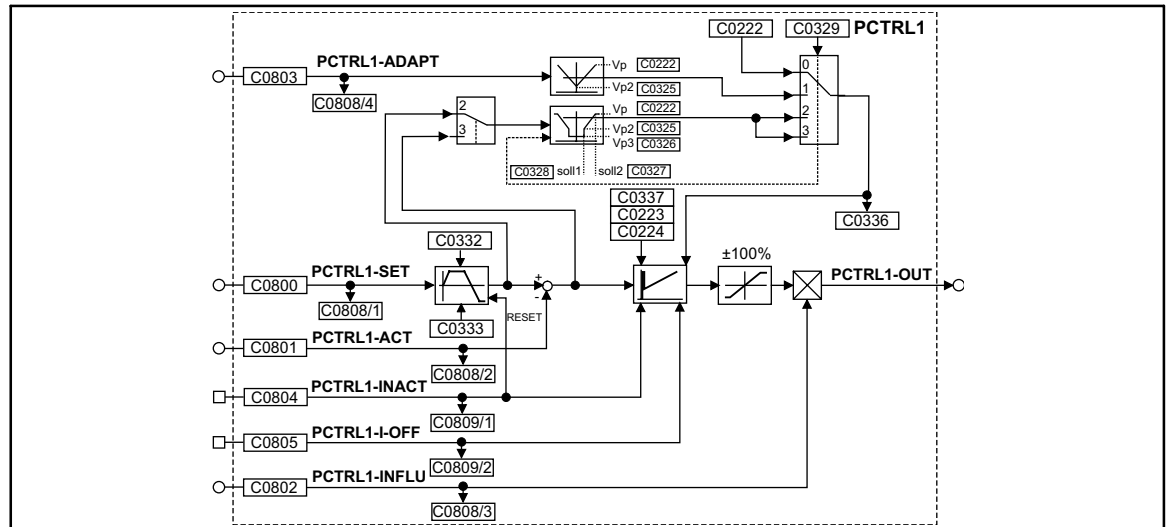 C0222 C0329 PCTRL1
PCTRL1-ADAPT
C0803
C0808/4
Vp C0222
Vp2 C0325
0
1
2
3
2
3
Vp C0222
Vp2 C0325
Vp3 C0326
C0328 soll1 soll2 C0327
C0337
C0223
C0224
C0336
C0332
±100%
PCTRL1-SET
C0800
C0808/1
+
-
PCTRL1-OUT
RESET
C0333
PCTRL1-ACT
C0801
C0808/2
PCTRL1-INACT
C0804
C0809/1
PCTRL1-I-OFF
C0805
C0809/2
PCTRL1-INFLU
C0802
C0808/3